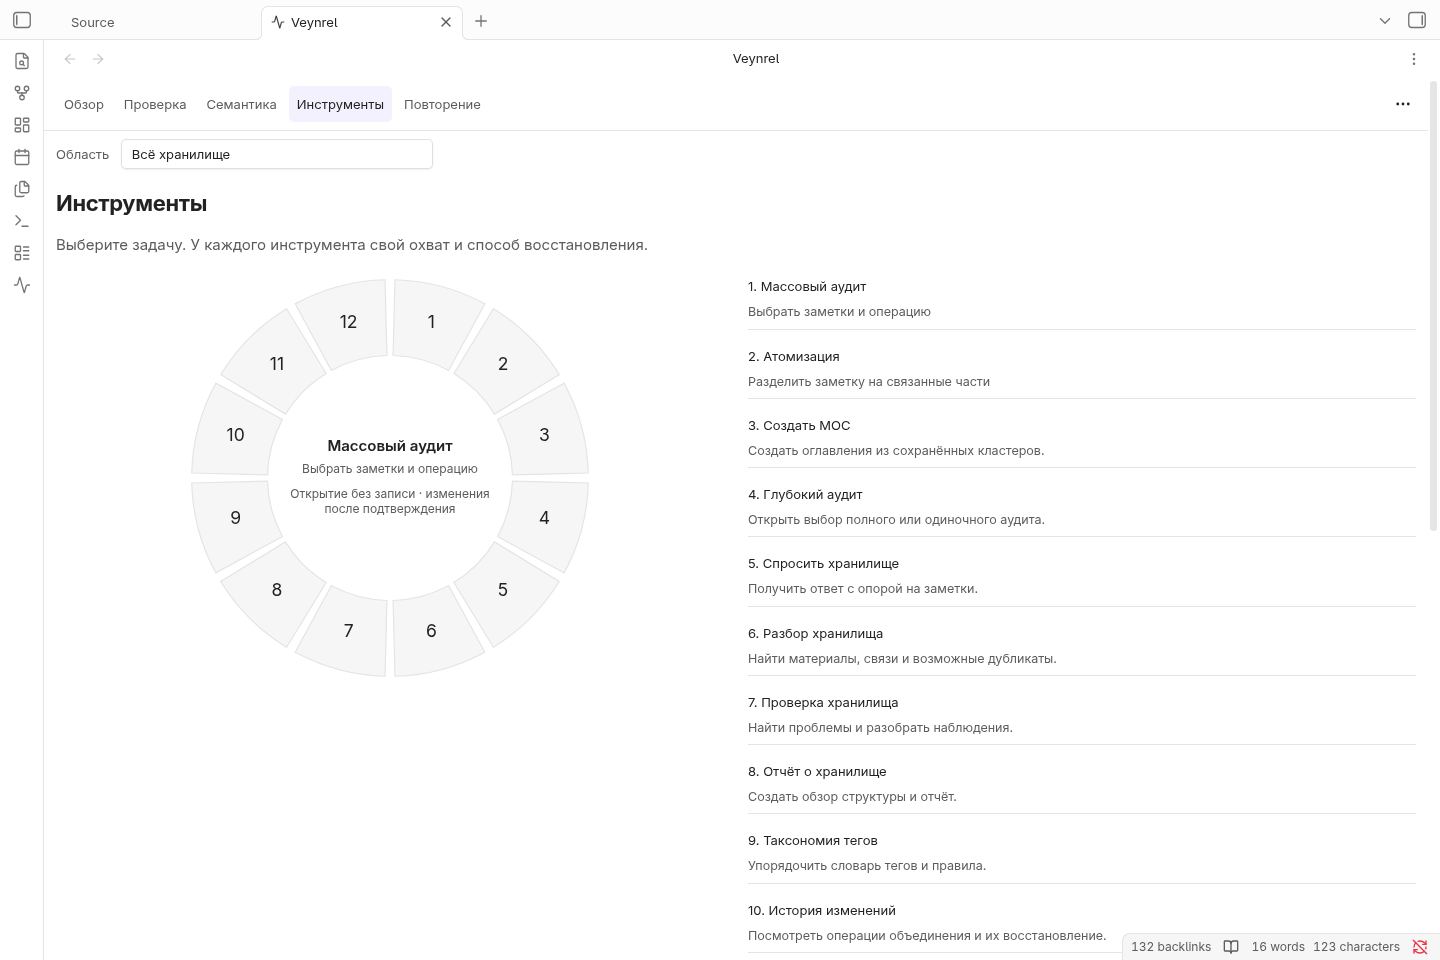 Source
Veynrel
Veynrel
Обзор
Проверка
Семантика
Инструменты
Повторение
Область
Всё хранилище
Инструменты
Выберите задачу. У каждого инструмента свой охват и способ восстановления.
12
1
11
2
10
3
9
4
8
5
7
6
Массовый аудит
Выбрать заметки и операцию
Открытие без записи · изменения
после подтверждения
1. Массовый аудит
Выбрать заметки и операцию
2. Атомизация
Разделить заметку на связанные части
3. Создать MOC
Создать оглавления из сохранённых кластеров.
4. Глубокий аудит
Открыть выбор полного или одиночного аудита.
5. Спросить хранилище
Получить ответ с опорой на заметки.
6. Разбор хранилища
Найти материалы, связи и возможные дубликаты.
7. Проверка хранилища
Найти проблемы и разобрать наблюдения.
8. Отчёт о хранилище
Создать обзор структуры и отчёт.
9. Таксономия тегов
Упорядочить словарь тегов и правила.
10. История изменений
Посмотреть операции объединения и их восстановление.
132 backlinks
16 words
123 characters